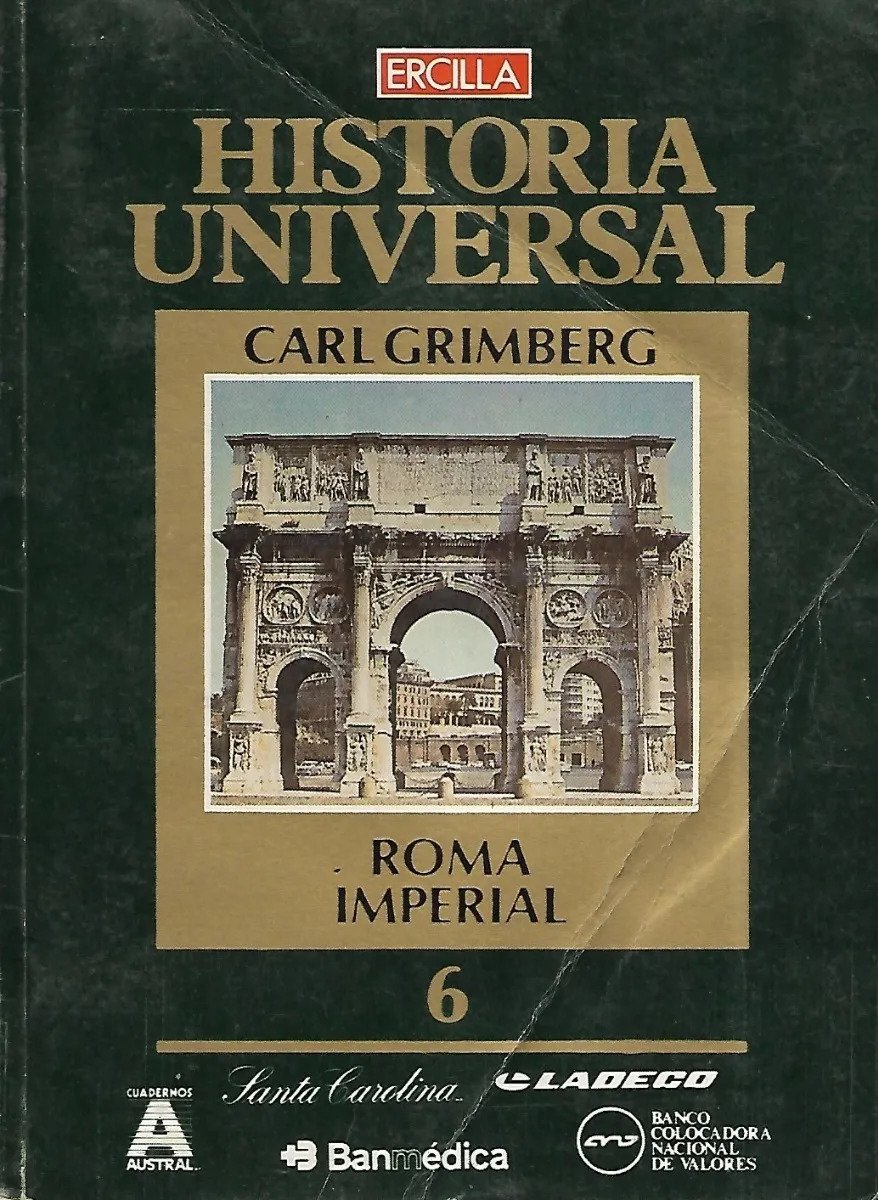 ERCILLA
HISTORIA
UNIVERSAL
CARL GRIMBERG
ROMA
IMPERIAL
6
CUADERNOS
A
AUSTRAL
Santa Carolina
LADECO
Banmédica
BANCO
COLOCADORA
NACIONAL
DE VALORES